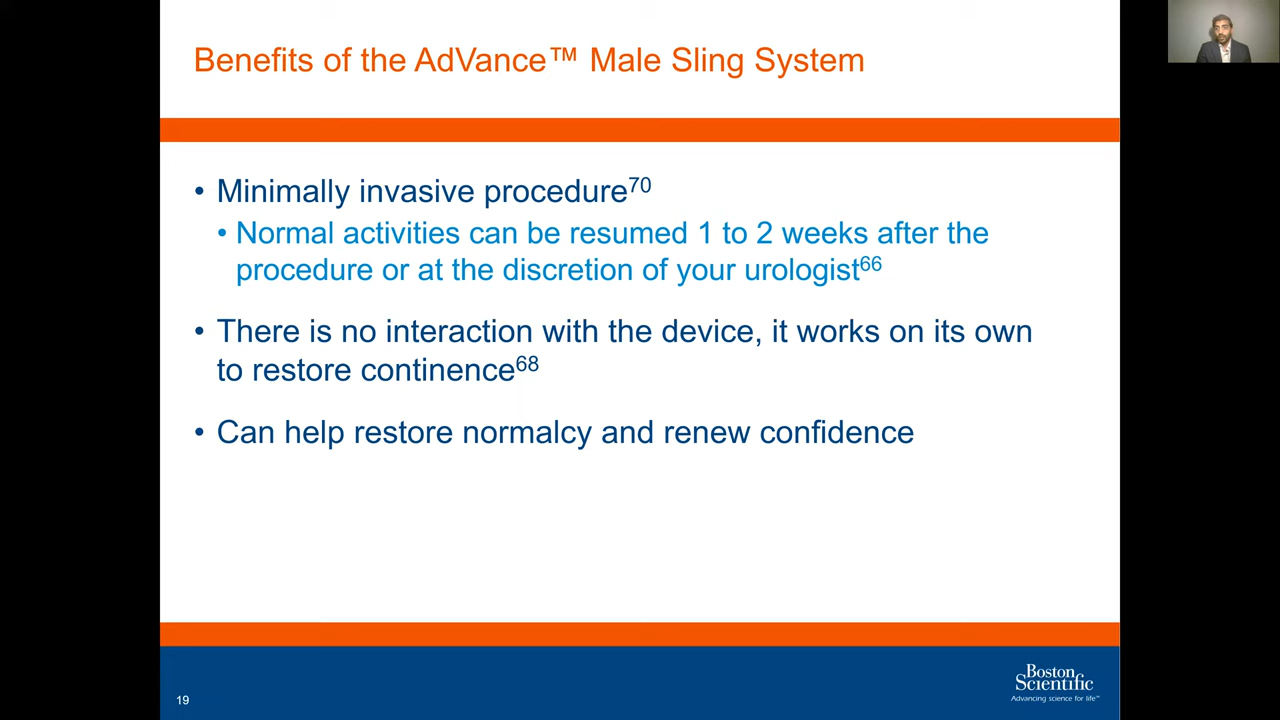 Benefits of the AdVance™ Male Sling System
• Minimally invasive procedure70
• Normal activities can be resumed 1 to 2 weeks after the
procedure or at the discretion of your urologist66
• There is no interaction with the device, it works on its own
to restore continence68
• Can help restore normalcy and renew confidence
19
Boston
Scientific
Advancing science for life™